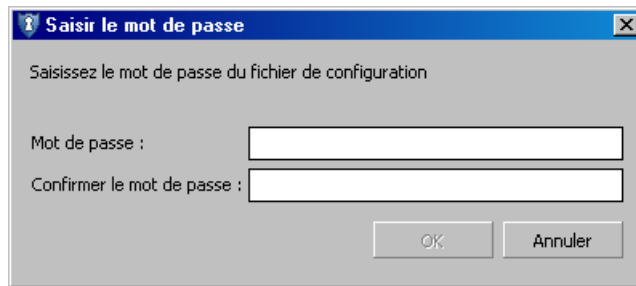 Saisir le mot de passe
Saisissez le mot de passe du fichier de configuration
Mot de passe :
Confirmer le mot de passe :
OK Annuler